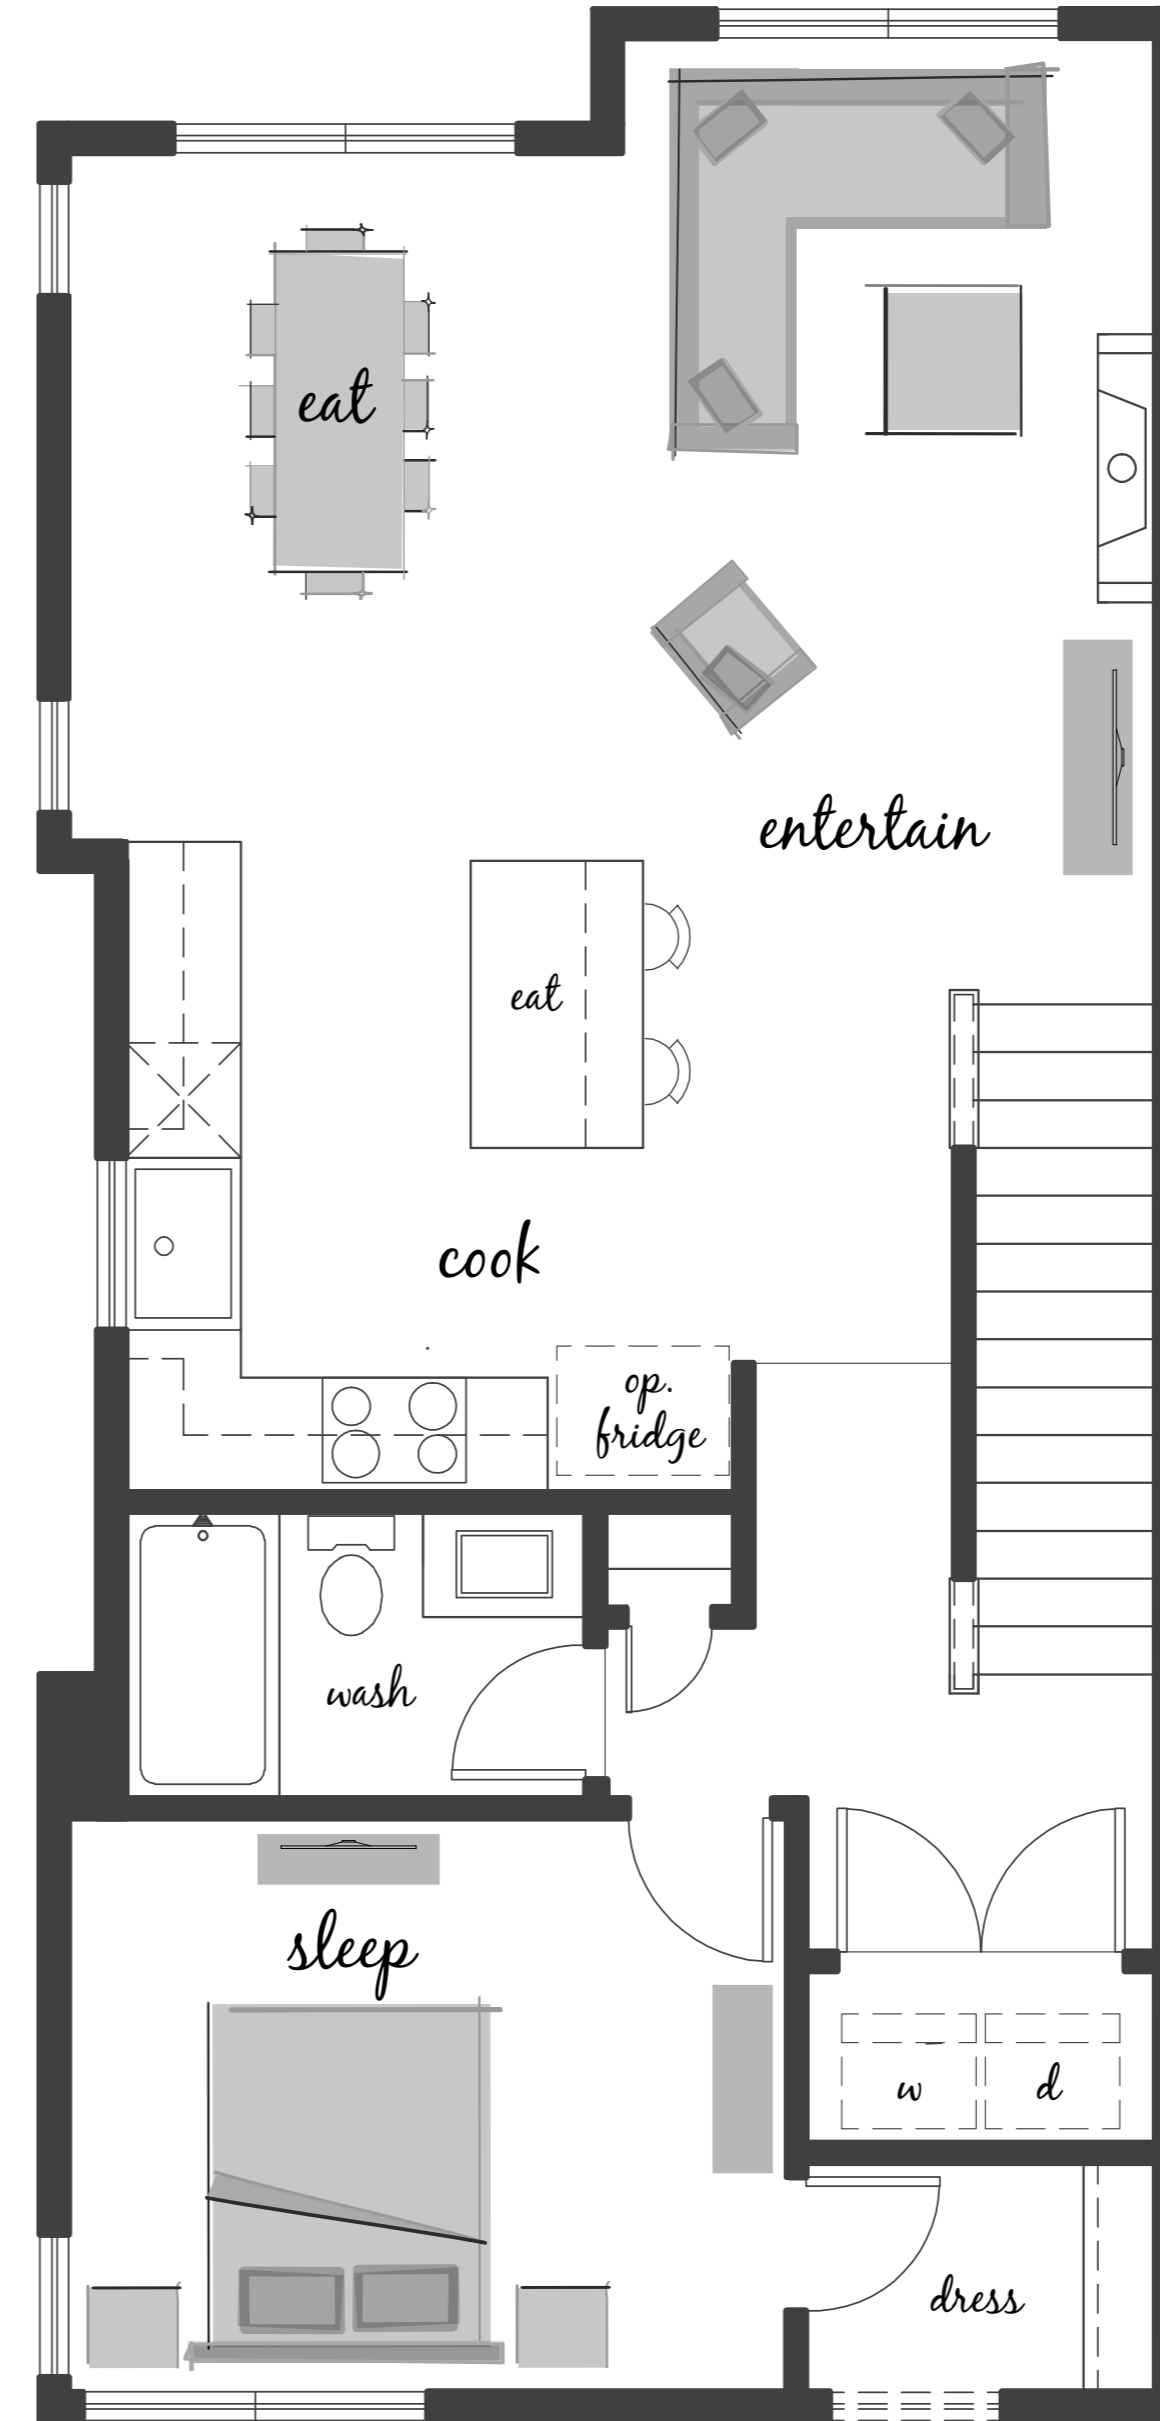 eat
entertain
eat
cook
op.
fridge
wash
sleep
w
d
dress